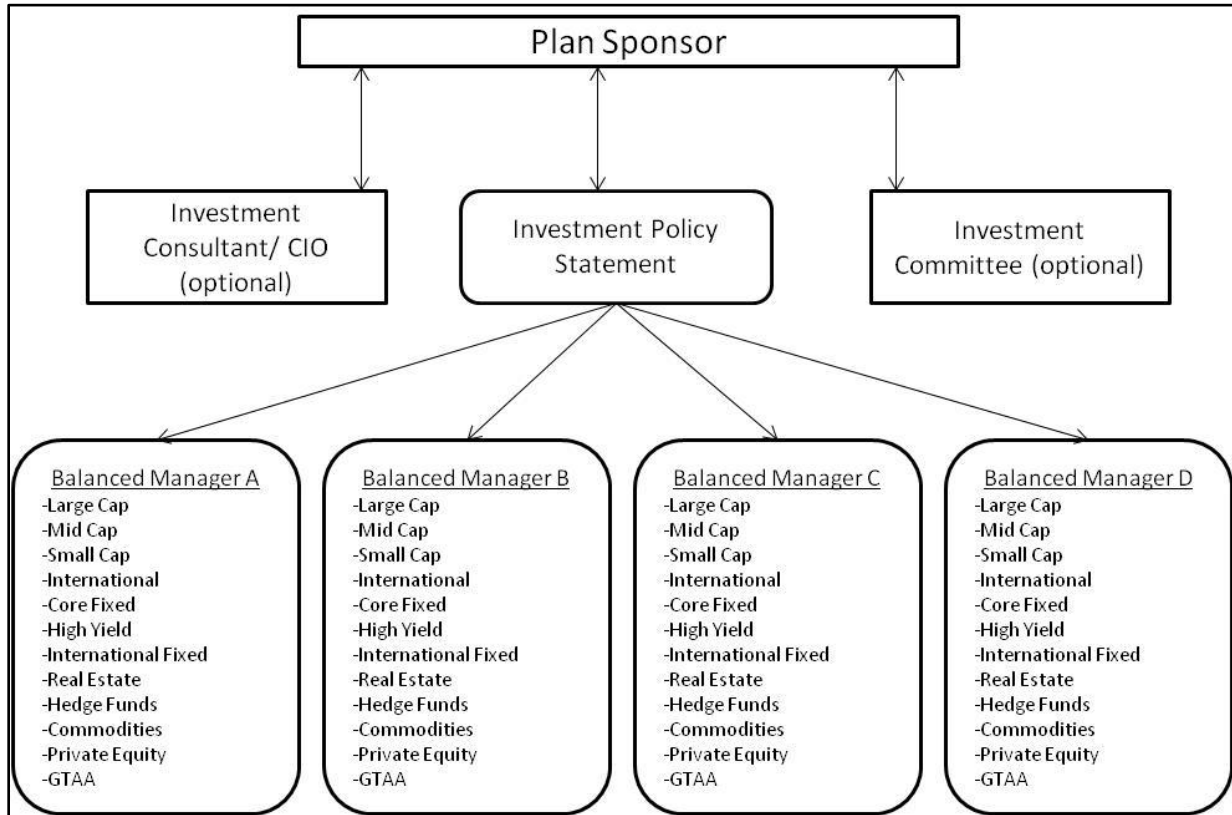 Plan Sponsor
Investment
Consultant/ CIO
(optional)
Investment Policy
Statement
Investment
Committee (optional)
Balanced Manager A
-Large Cap
-Mid Cap
-Small Cap
-International
-Core Fixed
-High Yield
-International Fixed
-Real Estate
-Hedge Funds
-Commodities
-Private Equity
-GTAA
Balanced Manager B
-Large Cap
-Mid Cap
-Small Cap
-International
-Core Fixed
-High Yield
-International Fixed
-Real Estate
-Hedge Funds
-Commodities
-Private Equity
-GTAA
Balanced Manager C
-Large Cap
-Mid Cap
-Small Cap
-International
-Core Fixed
-High Yield
-International Fixed
-Real Estate
-Hedge Funds
-Commodities
-Private Equity
-GTAA
Balanced Manager D
-Large Cap
-Mid Cap
-Small Cap
-International
-Core Fixed
-High Yield
-International Fixed
-Real Estate
-Hedge Funds
-Commodities
-Private Equity
-GTAA